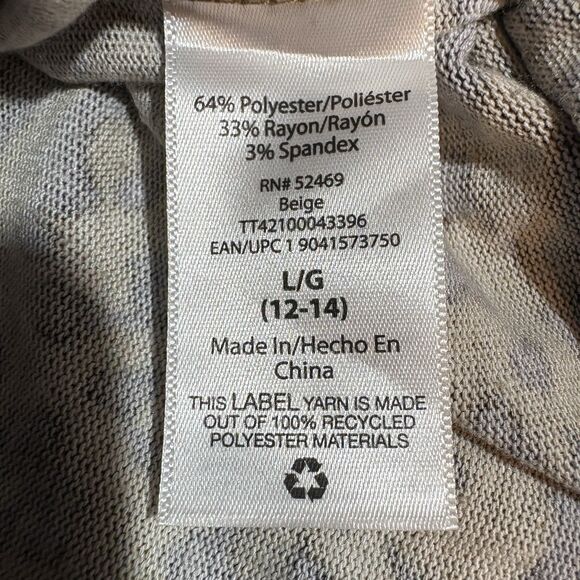 64% Polyester/Poliéster
33% Rayon/Rayón
3% Spandex
RN# 52469
Beige
TT42100043396
EAN/UPC 1 9041573750
L/G
(12-14)
Made In/Hecho En
China
THIS LABEL YARN IS MADE
OUT OF 100% RECYCLED
POLYESTER MATERIALS